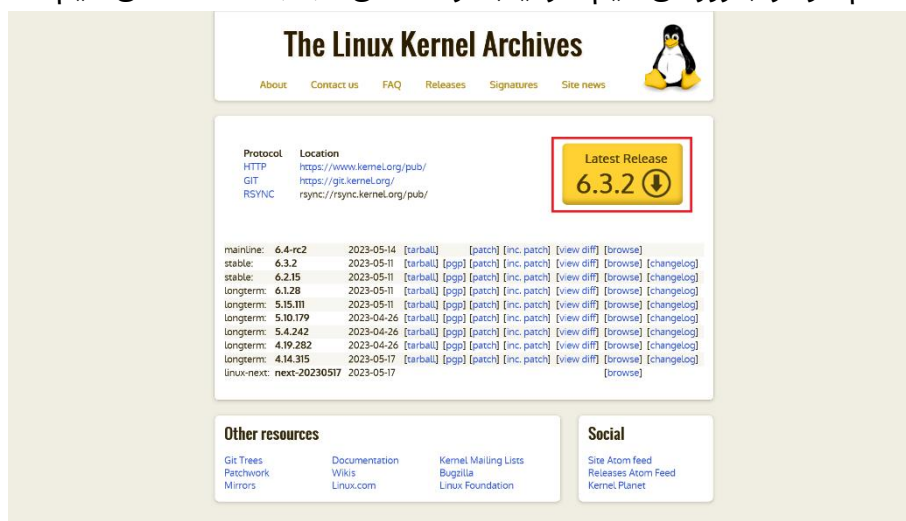 The Linux Kernel Archives
About Contact us FAQ Releases Signatures Site news
Protocol Location
HTTP https://www.kernel.org/pub/
GIT https://git.kernel.org/
RSYNC rsync://rsync.kernel.org/pub/
Latest Release
6.3.2
mainline: 6.4-rc2 2023-05-14 [tarball] [patch] [inc. patch] [view diff] [browse]
stable: 6.3.2 2023-05-11 [tarball] [pgp] [patch] [inc. patch] [view diff] [browse] [changelog]
stable: 6.2.15 2023-05-11 [tarball] [pgp] [patch] [inc. patch] [view diff] [browse] [changelog]
longterm: 6.1.28 2023-05-11 [tarball] [pgp] [patch] [inc. patch] [view diff] [browse] [changelog]
longterm: 5.15.111 2023-05-11 [tarball] [pgp] [patch] [inc. patch] [view diff] [browse] [changelog]
longterm: 5.10.179 2023-04-26 [tarball] [pgp] [patch] [inc. patch] [view diff] [browse] [changelog]
longterm: 5.4.242 2023-04-26 [tarball] [pgp] [patch] [inc. patch] [view diff] [browse] [changelog]
longterm: 4.19.282 2023-04-26 [tarball] [pgp] [patch] [inc. patch] [view diff] [browse] [changelog]
longterm: 4.14.315 2023-05-17 [tarball] [pgp] [patch] [inc. patch] [view diff] [browse] [changelog]
linux-next: next-20230517 2023-05-17 [browse]
Other resources
Git Trees Documentation Kernel Mailing Lists
Patchwork Wikis Bugzilla
Mirrors Linux.com Linux Foundation
Social
Site Atom feed
Releases Atom Feed
Kernel Planet